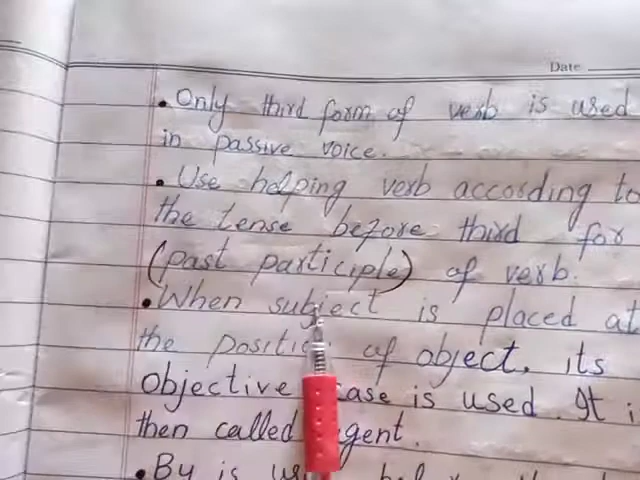 Date
• Only third form of verb is used
in passive voice.
• Use helping verb according to
the tense before third for
(past participle) of verb.
• When subject is placed at
the positi of object, its
objective case is used. It i
then called gent.
• By is